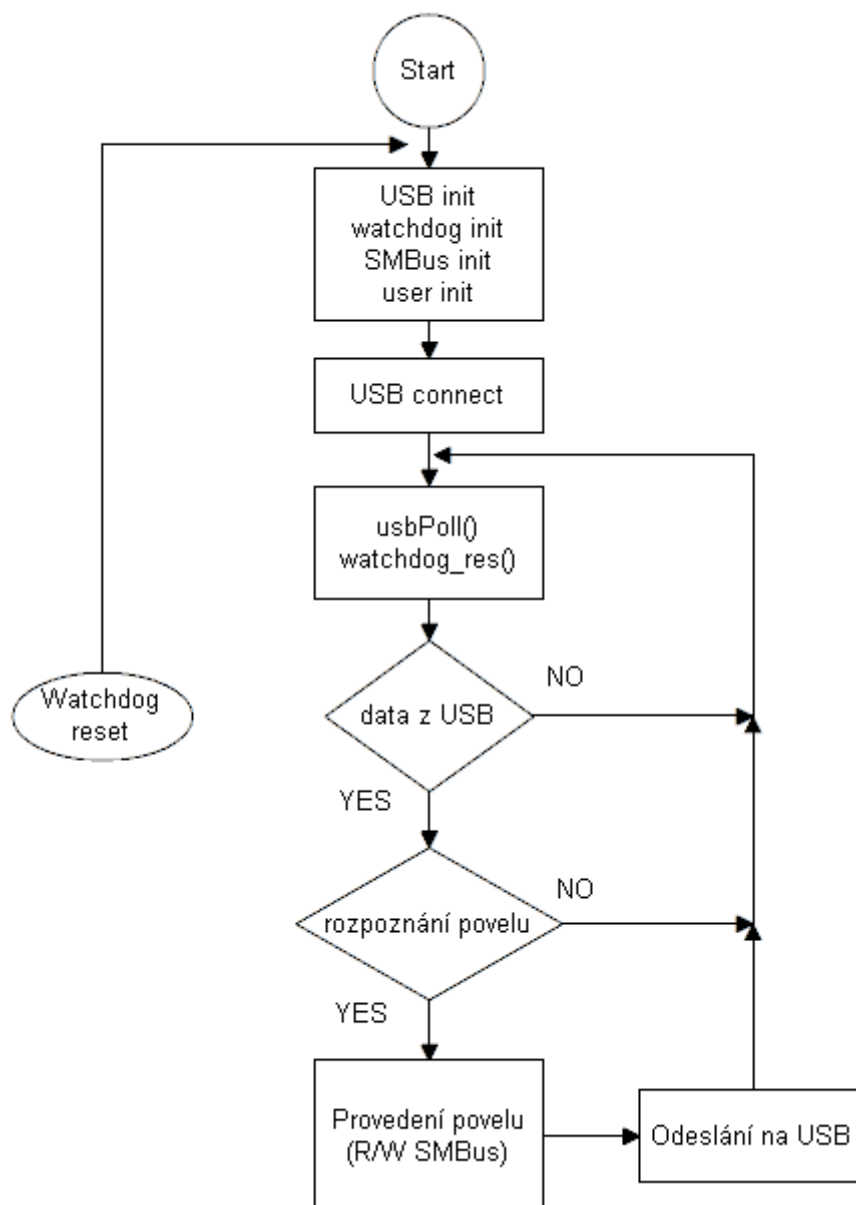 Start
USB init
watchdog init
SMBus init
user init
USB connect
usbPoll()
watchdog_res()
Watchdog
reset
data z USB
NO
YES
rozpoznání povelu
NO
YES
Provedení povelu
(R/W SMBus)
Odeslání na USB